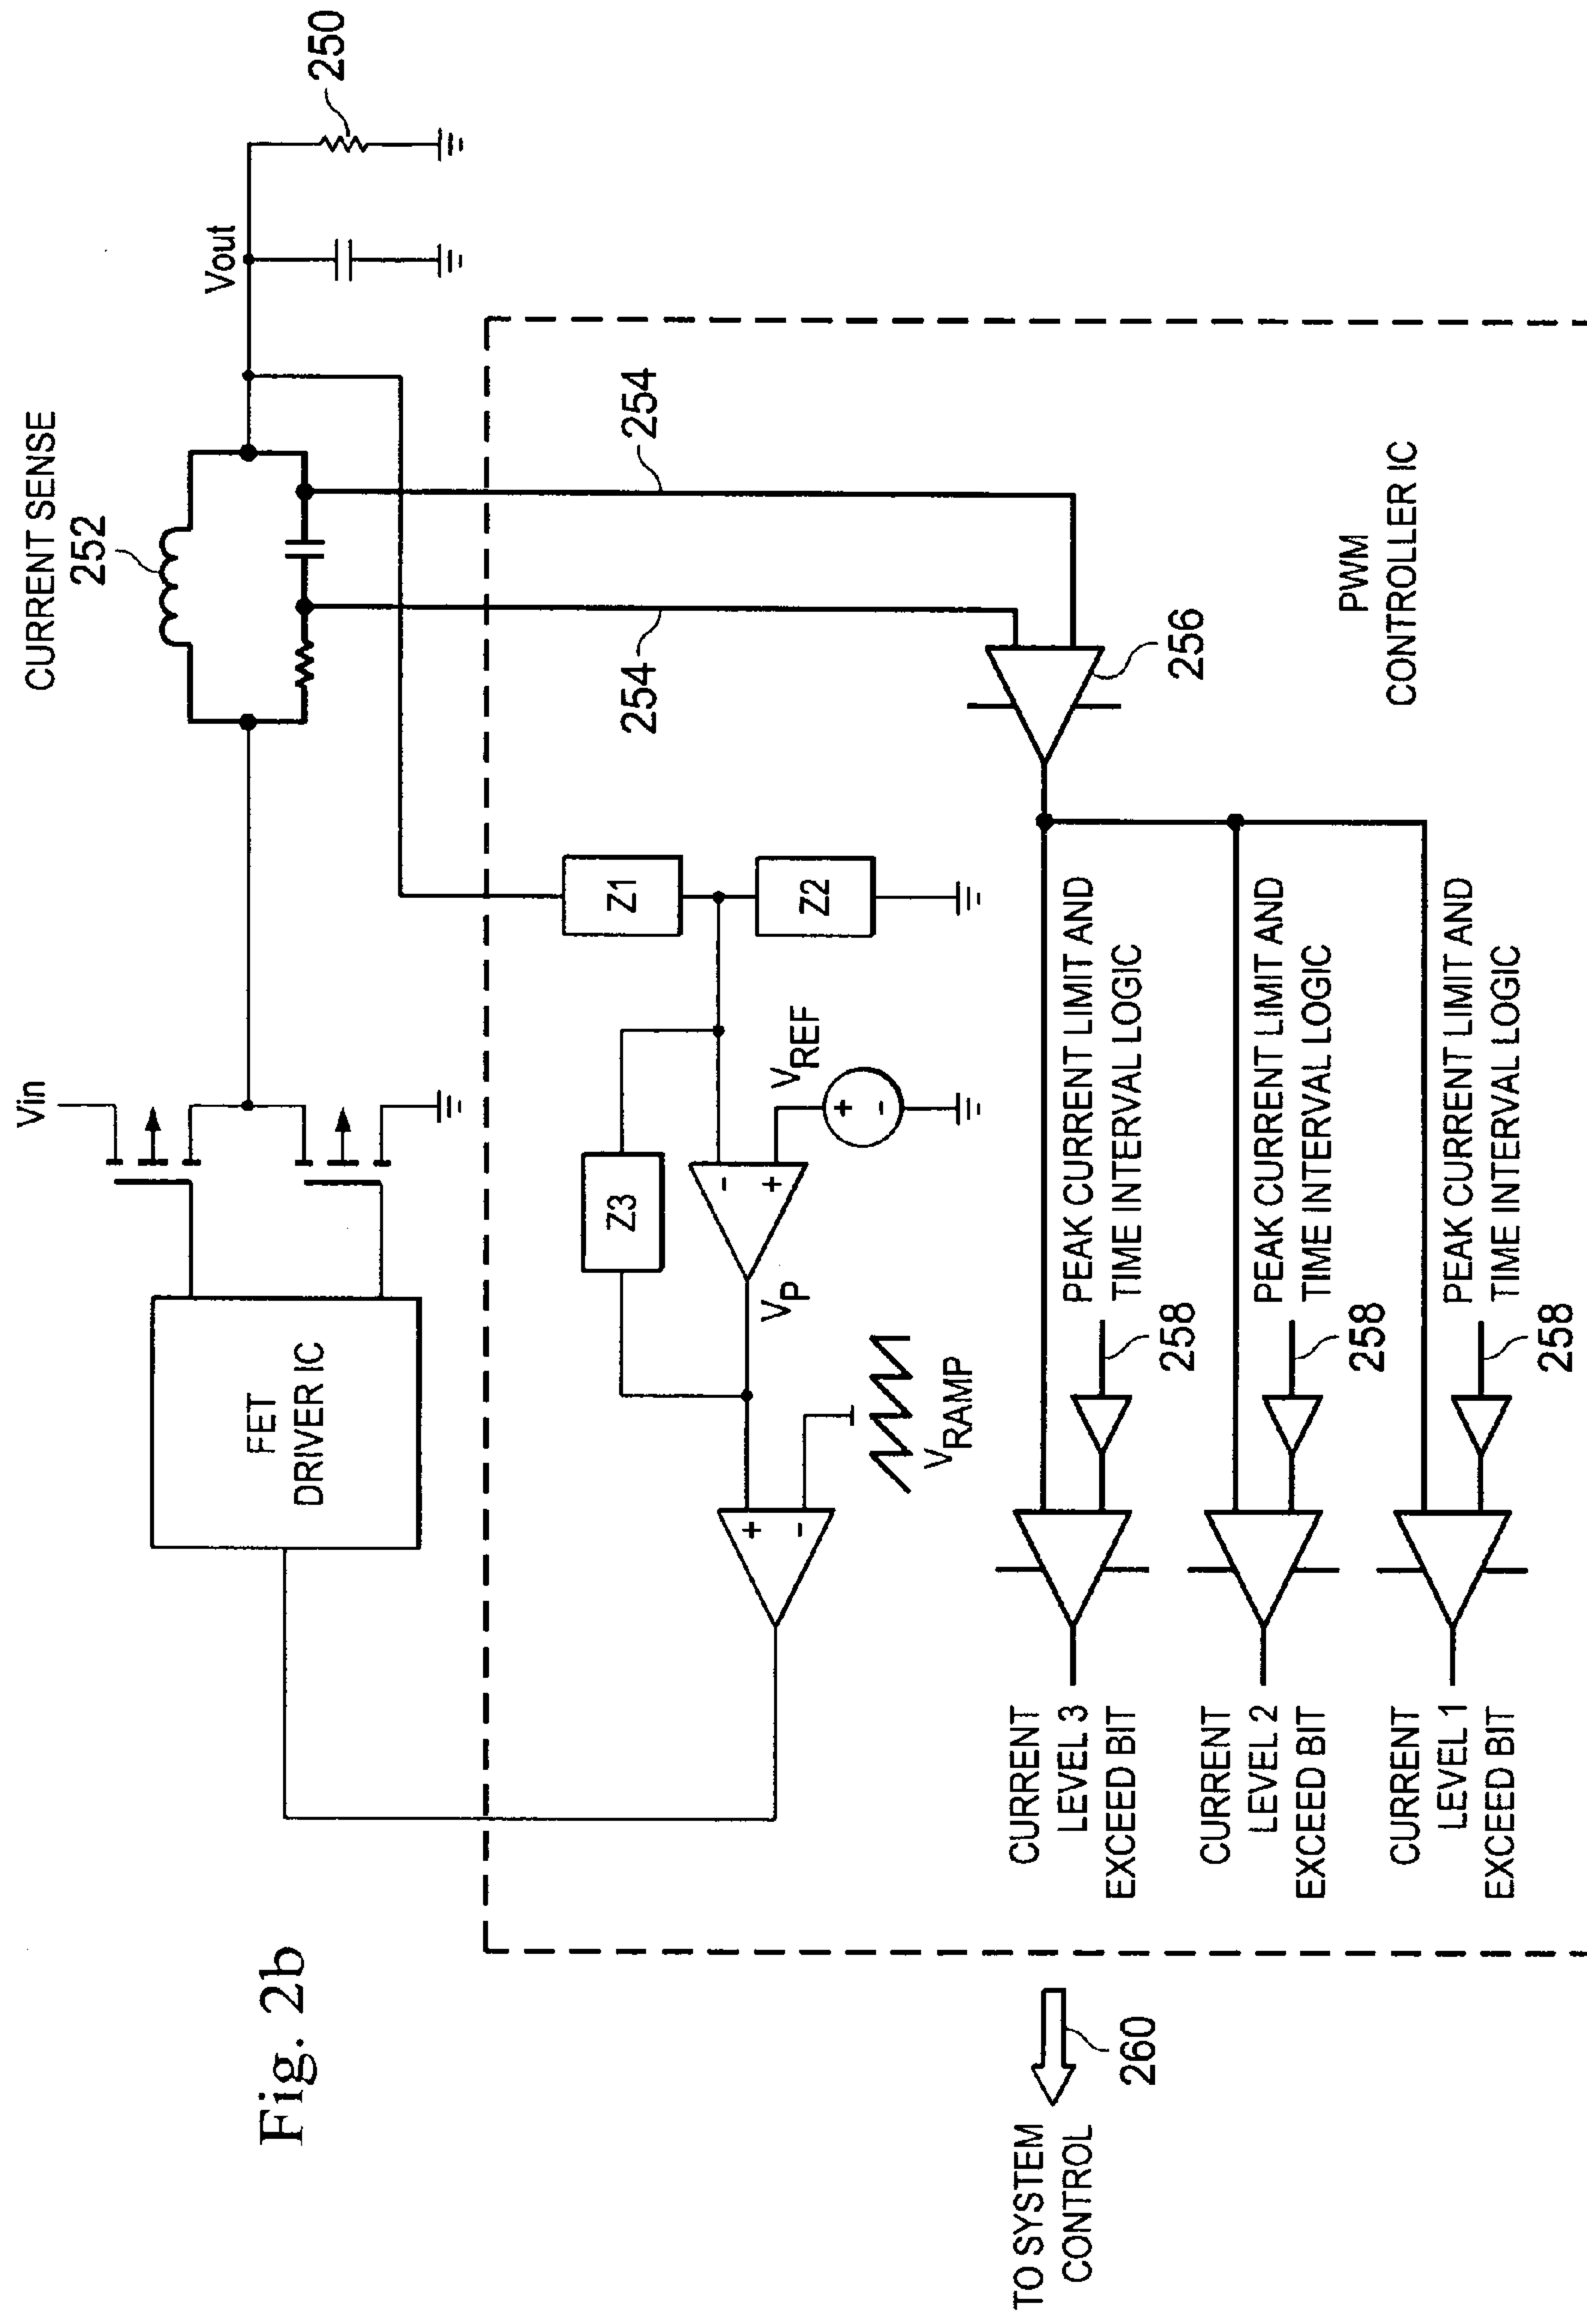 Fig. 2b
Vin
CURRENT SENSE
252
Vout
250
FET
DRIVER IC
254
254
Z1
Z2
Z3
VREF
VP
VRAMP
+
-
-
+
+
-
256
PWM
CONTROLLER IC
PEAK CURRENT LIMIT AND
TIME INTERVAL LOGIC
258
CURRENT
LEVEL 3
EXCEED BIT
PEAK CURRENT LIMIT AND
TIME INTERVAL LOGIC
258
CURRENT
LEVEL 2
EXCEED BIT
PEAK CURRENT LIMIT AND
TIME INTERVAL LOGIC
258
CURRENT
LEVEL 1
EXCEED BIT
TO SYSTEM
CONTROL
260